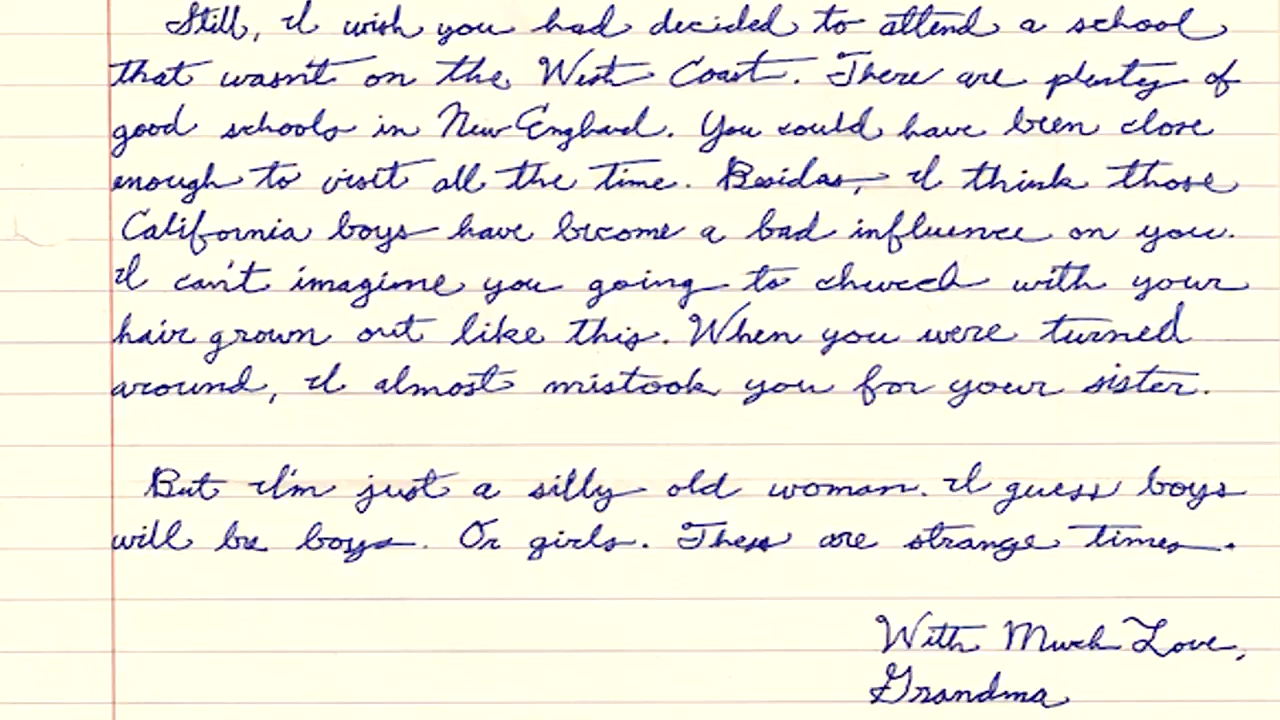 Still, I wish you had decided to attend a school
that wasn't on the West Coast. There are plenty of
good schools in New England. You could have been close
enough to visit all the time. Besides, I think those
California boys have become a bad influence on you.
I can't imagine you going to church with your
hair grown out like this. When you were turned
around, I almost mistook you for your sister.
But I'm just a silly old woman. I guess boys
will be boys. Or girls. These are strange times.
With Much Love,
Grandma